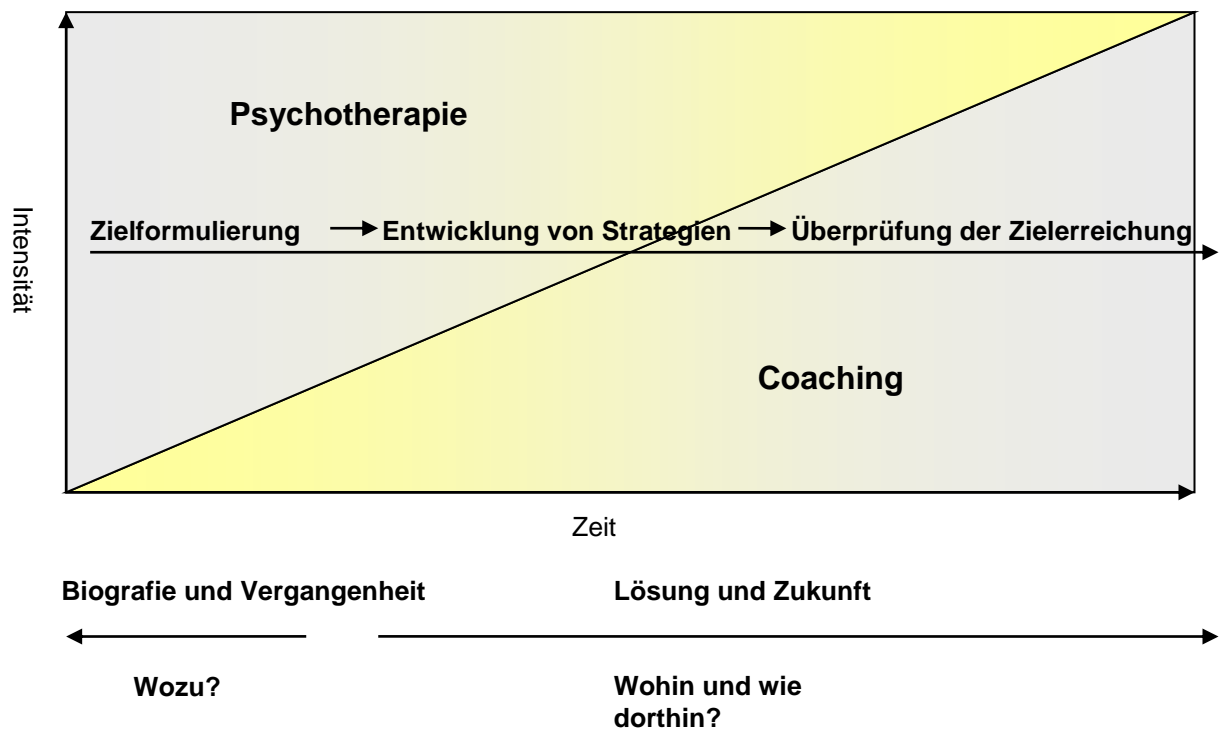 Psychotherapie
Intensität
Zielformulierung Entwicklung von Strategien Überprüfung der Zielerreichung
Coaching
Zeit
Biografie und Vergangenheit Lösung und Zukunft
Wozu? Wohin und wie
dorthin?